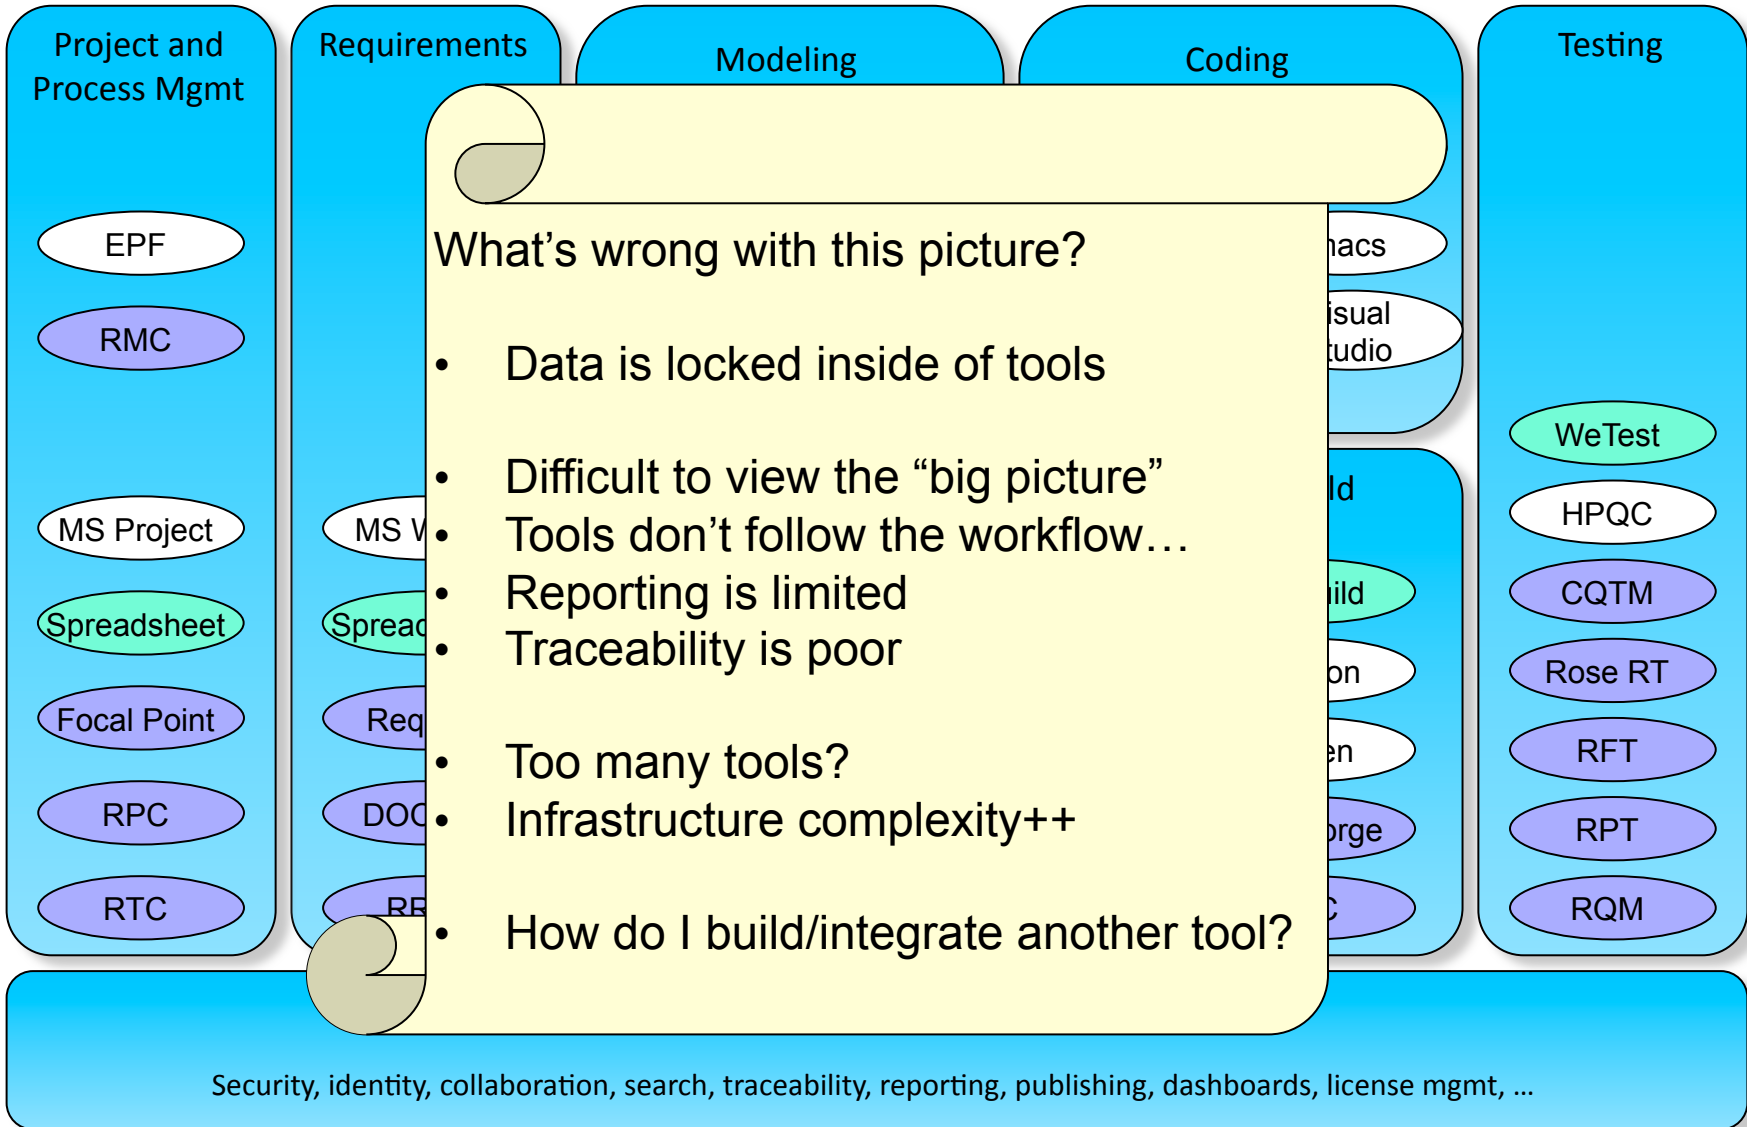 Project and
Process Mgmt
EPF
RMC
MS Project
Spreadsheet
Focal Point
RPC
RTC
Requirements
MS
DOO
Modeling
Coding
What’s wrong with this picture?
• Data is locked inside of tools
• Difficult to view the “big picture”
• Tools don’t follow the workflow…
• Reporting is limited
• Traceability is poor
• Too many tools?
• Infrastructure complexity++
• How do I build/integrate another tool?
Testing
WeTest
HPQC
CQTM
Rose RT
RFT
RPT
RQM
Security, identity, collaboration, search, traceability, reporting, publishing, dashboards, license mgmt, ...